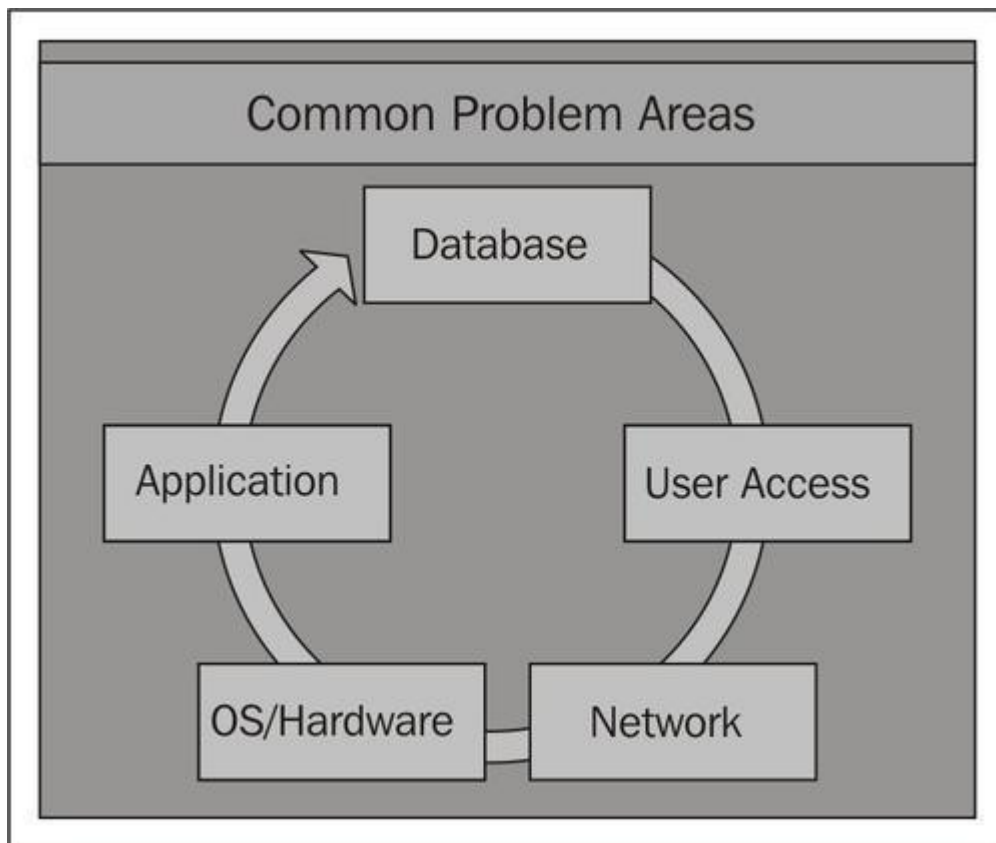 Common Problem Areas
Database
Application
User Access
OS/Hardware
Network